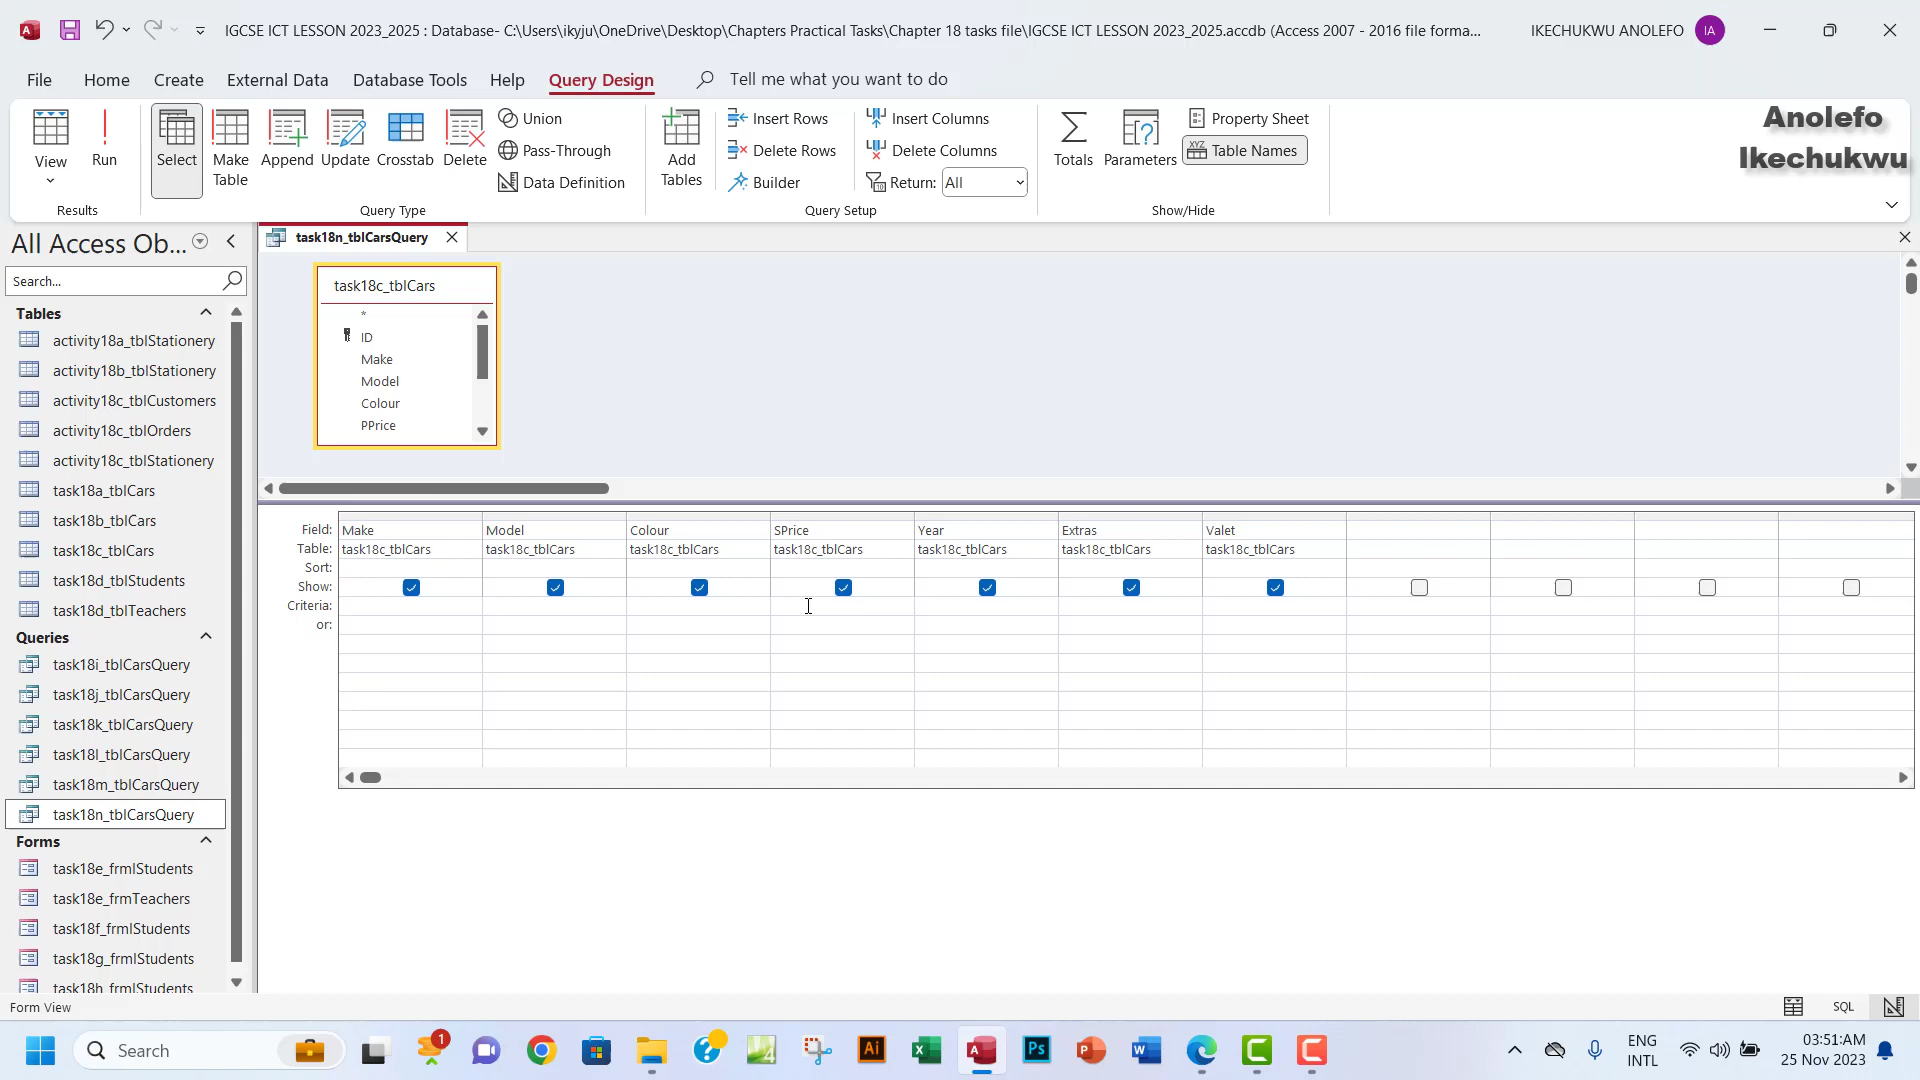 IGCSE ICT LESSON 2023_2025 : Database- C:\Users\ikyju\OneDrive\Desktop\Chapters Practical Tasks\Chapter 18 tasks file\IGCSE ICT LESSON 2023_2025.accdb (Access 2007 - 2016 file forma... IKECHUKWU ANOLEFO IA
File Home Create External Data Database Tools Help Query Design Tell me what you want to do
View Run Select Make Table Append Update Crosstab Delete
Union
Pass-Through
Data Definition
Add Tables
Insert Rows
Delete Rows
Builder
Insert Columns
Delete Columns
Return: All
Totals Parameters
Property Sheet
XYZ Table Names
Results Query Type Query Setup Show/Hide
Anolefo
Ikechukwu
All Access Ob...
Search...
Tables
activity18a_tblStationery
activity18b_tblStationery
activity18c_tblCustomers
activity18c_tblOrders
activity18c_tblStationery
task18a_tblCars
task18b_tblCars
task18c_tblCars
task18d_tblStudents
task18d_tblTeachers
Queries
task18i_tblCarsQuery
task18j_tblCarsQuery
task18k_tblCarsQuery
task18l_tblCarsQuery
task18m_tblCarsQuery
task18n_tblCarsQuery
Forms
task18e_frmlStudents
task18e_frmTeachers
task18f_frmlStudents
task18g_frmlStudents
task18h_frmlStudents
task18n_tblCarsQuery
task18c_tblCars
*
ID
Make
Model
Colour
PPrice
Field: Make Model Colour SPrice Year Extras Valet
Table: task18c_tblCars task18c_tblCars task18c_tblCars task18c_tblCars task18c_tblCars task18c_tblCars task18c_tblCars
Sort:
Show:
Criteria:
or:
Form View SQL
Search 1 Ai Ps ENG INTL 03:51:AM 25 Nov 2023